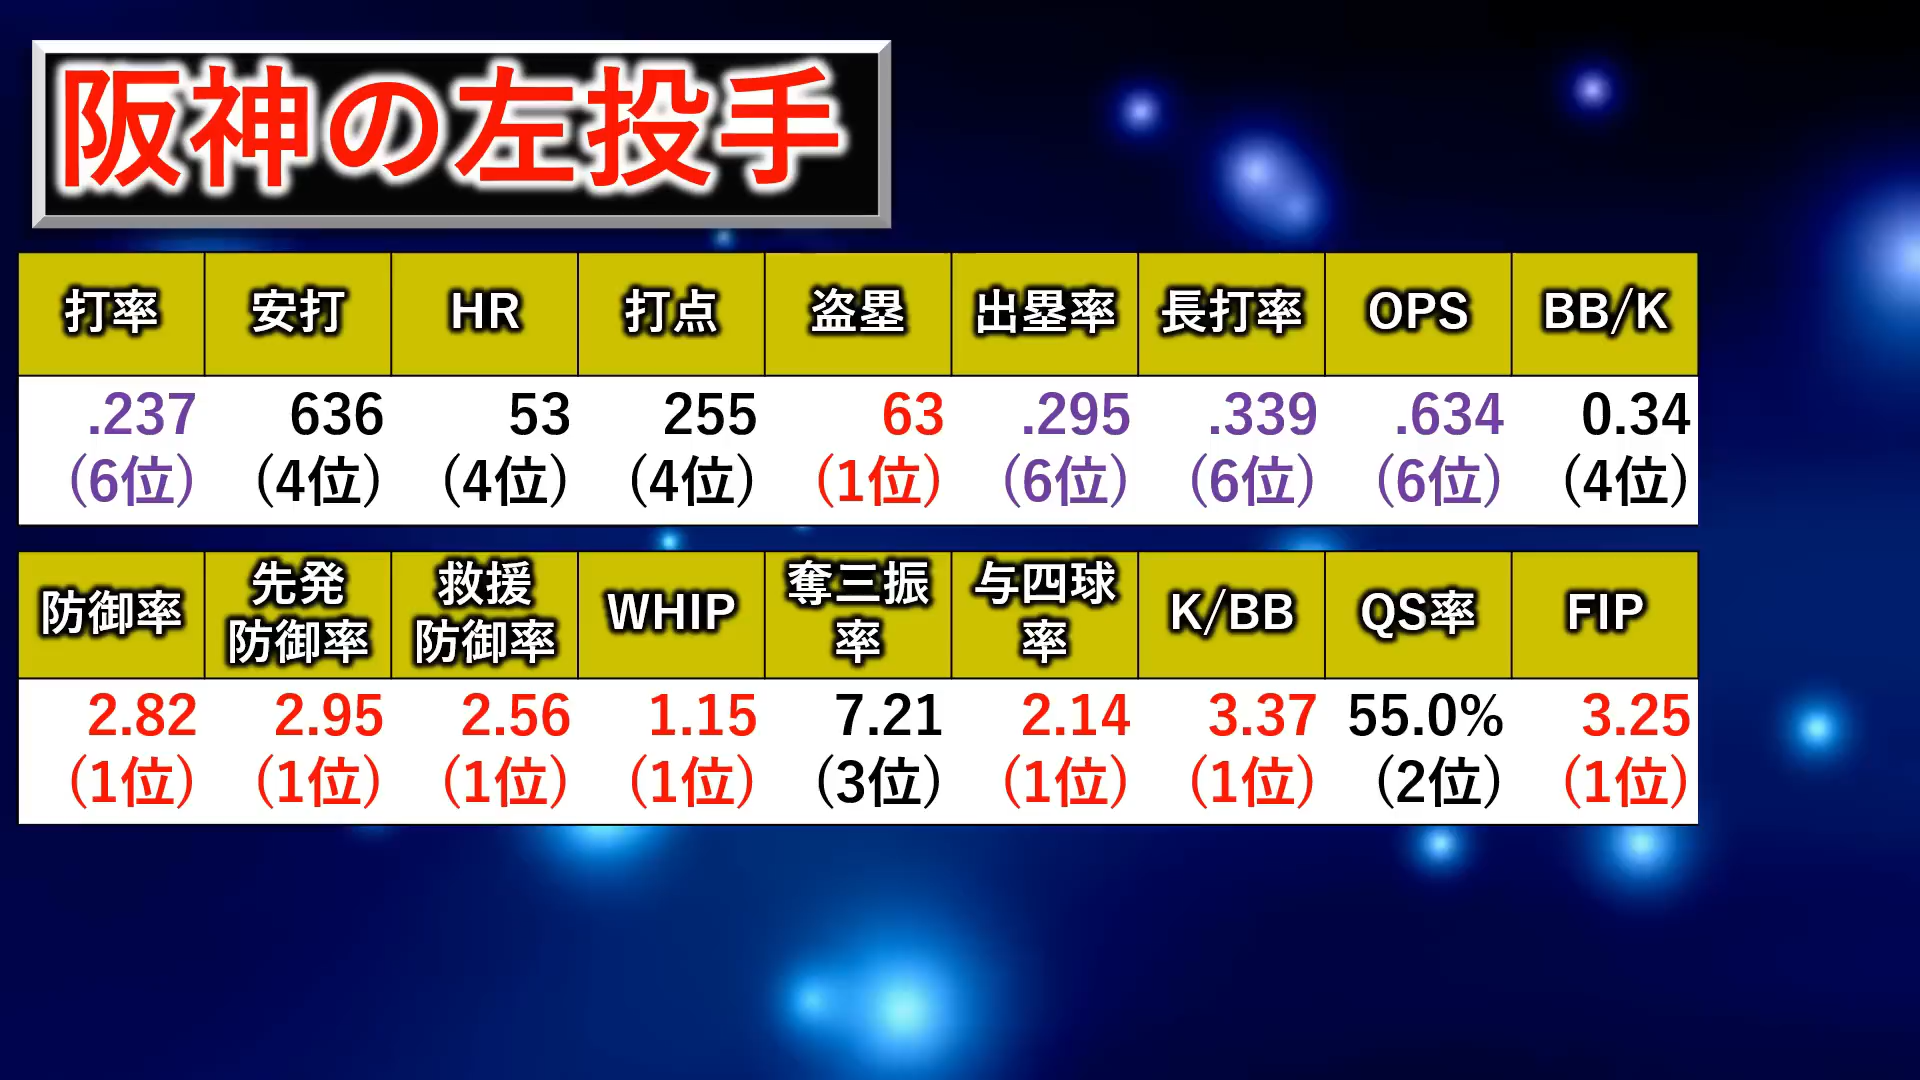 阪神の左投手
打率 安打 HR 打点 盗塁 出塁率 長打率 OPS BB/K
.237 636 53 255 63 .295 .339 .634 0.34
(6位) (4位) (4位) (4位) (1位) (6位) (6位) (6位) (4位)
防御率 先発防御率 救援防御率 WHIP 奪三振率 与四球率 K/BB QS率 FIP
2.82 2.95 2.56 1.15 7.21 2.14 3.37 55.0% 3.25
(1位) (1位) (1位) (1位) (3位) (1位) (1位) (2位) (1位)